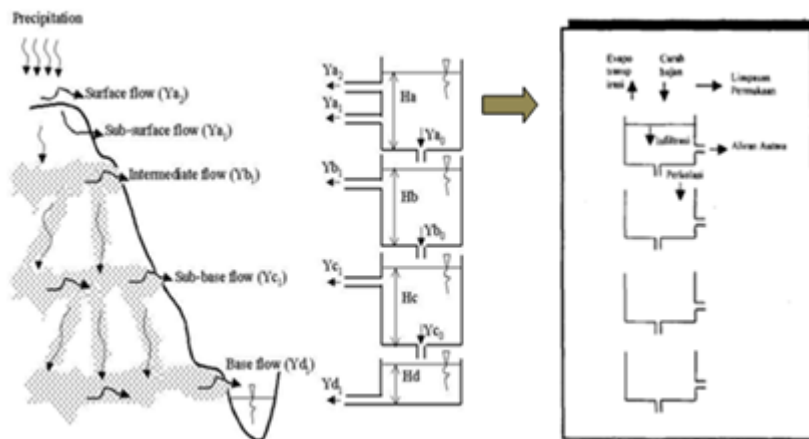 Precipitation
Surface flow (Ya2)
Sub-surface flow (Ya1)
Intermediate flow (Yb1)
Sub-base flow (Yc1)
Base flow (Yd1)
Ya2
Ya1
Ha
Ya0
Yb1
Hb
Yb0
Yc1
Hc
Yc0
Yd1
Hd
Evapo
transp
irasi
Curah
hujan
Limpasan
Permukaan
Infiltrasi
Aliran Antara
Perkolasi